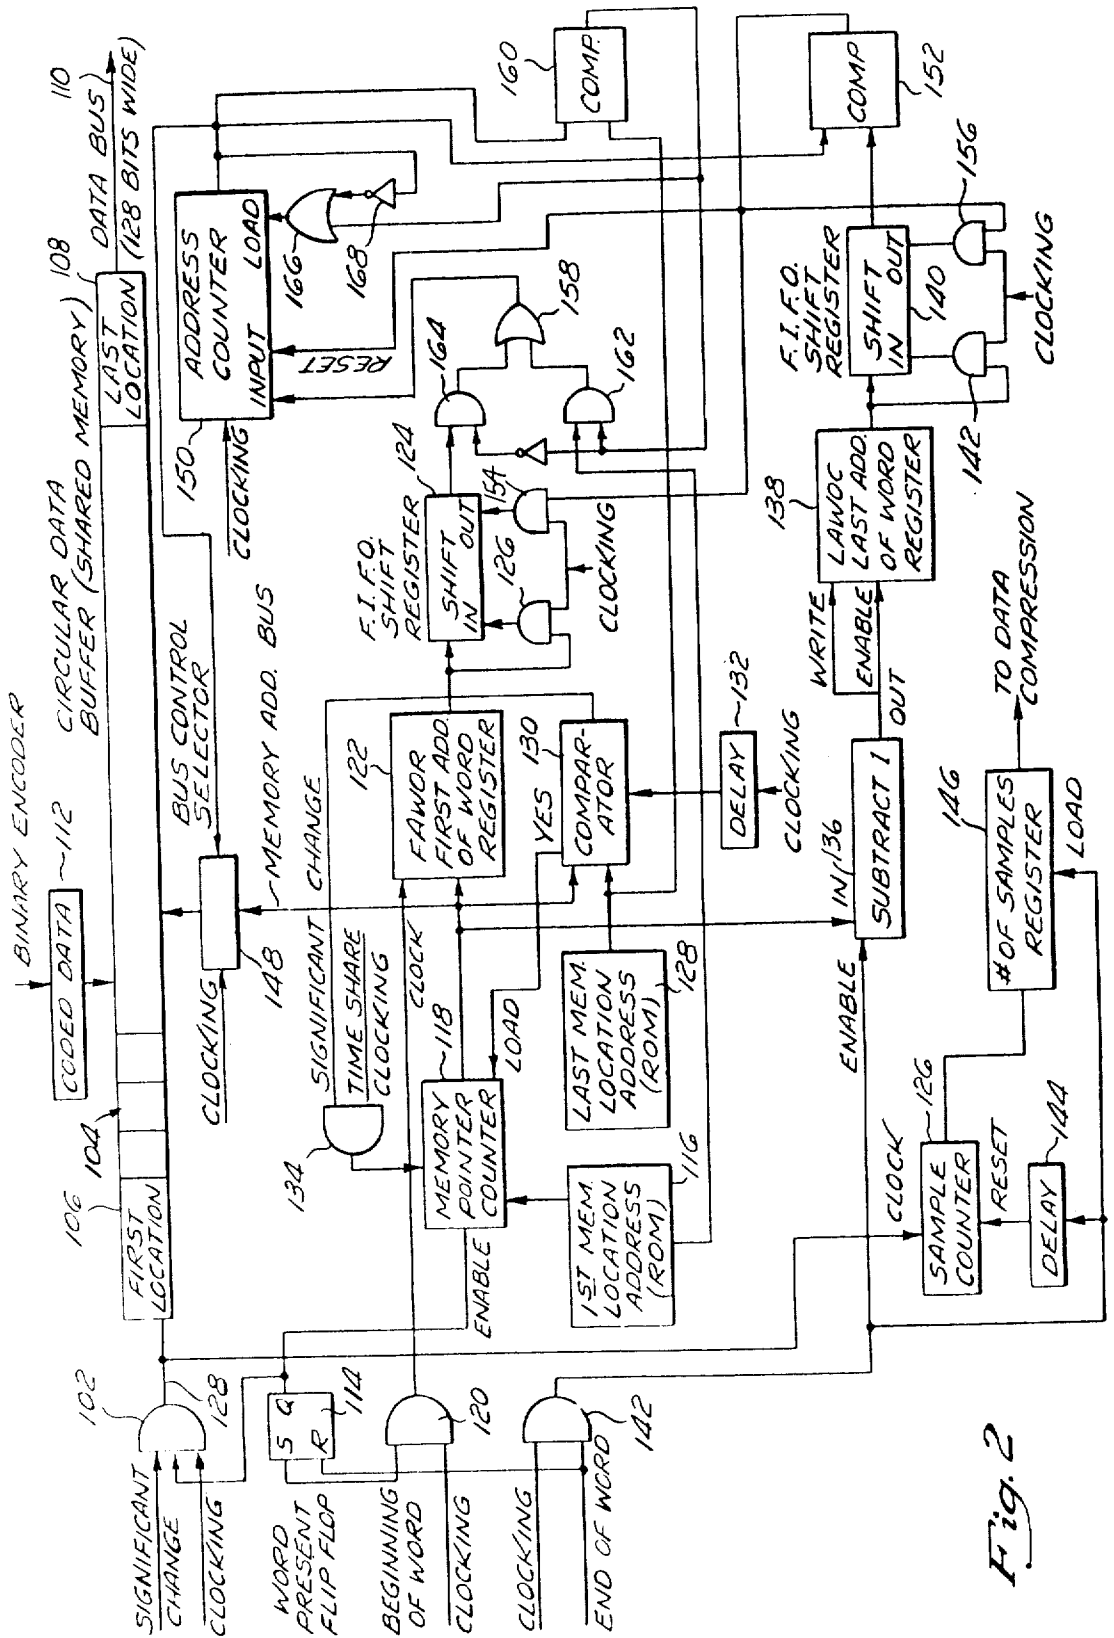 BINARY ENCODER
CODED DATA
112
CIRCULAR DATA
BUFFER (SHARED MEMORY)
108
DATA BUS
110
(128 BITS WIDE)
104
106
FIRST
LOCATION
LAST
LOCATION
102
128
SIGNIFICANT
CHANGE
CLOCKING
BUS CONTROL
SELECTOR
CLOCKING
148
MEMORY ADD. BUS
150
CLOCKING
ADDRESS
COUNTER
INPUT LOAD
166
168
RESET
160
COMP.
COMP
152
WORD
PRESENT
FLIP FLOP
S Q
R
114
BEGINNING
OF WORD
CLOCKING
120
CLOCKING
END OF WORD
142
134
SIGNIFICANT CHANGE
TIME SHARE
CLOCKING
CLOCK
MEMORY
POINTER
COUNTER
118
ENABLE
LOAD
1ST MEM.
LOCATION
ADDRESS
(ROM)
116
LAST MEM.
LOCATION
ADDRESS
(ROM)
128
122
FAWOR
FIRST ADD.
OF WORD
REGISTER
YES
130
COMPAR-
ATOR
DELAY
132
CLOCKING
F.I.F.O.
SHIFT
REGISTER
124
SHIFT
IN OUT
126
154
CLOCKING
164
158
162
ENABLE
IN
136
SUBTRACT 1
OUT
WRITE
ENABLE
138
LAWOC
LAST ADD.
OF WORD
REGISTER
F.I.F.O.
SHIFT
REGISTER
SHIFT
IN OUT
140
142
156
CLOCKING
CLOCK
SAMPLE
COUNTER
126
RESET
DELAY
144
146
# OF SAMPLES
REGISTER
LOAD
TO DATA
COMPRESSION
Fig. 2